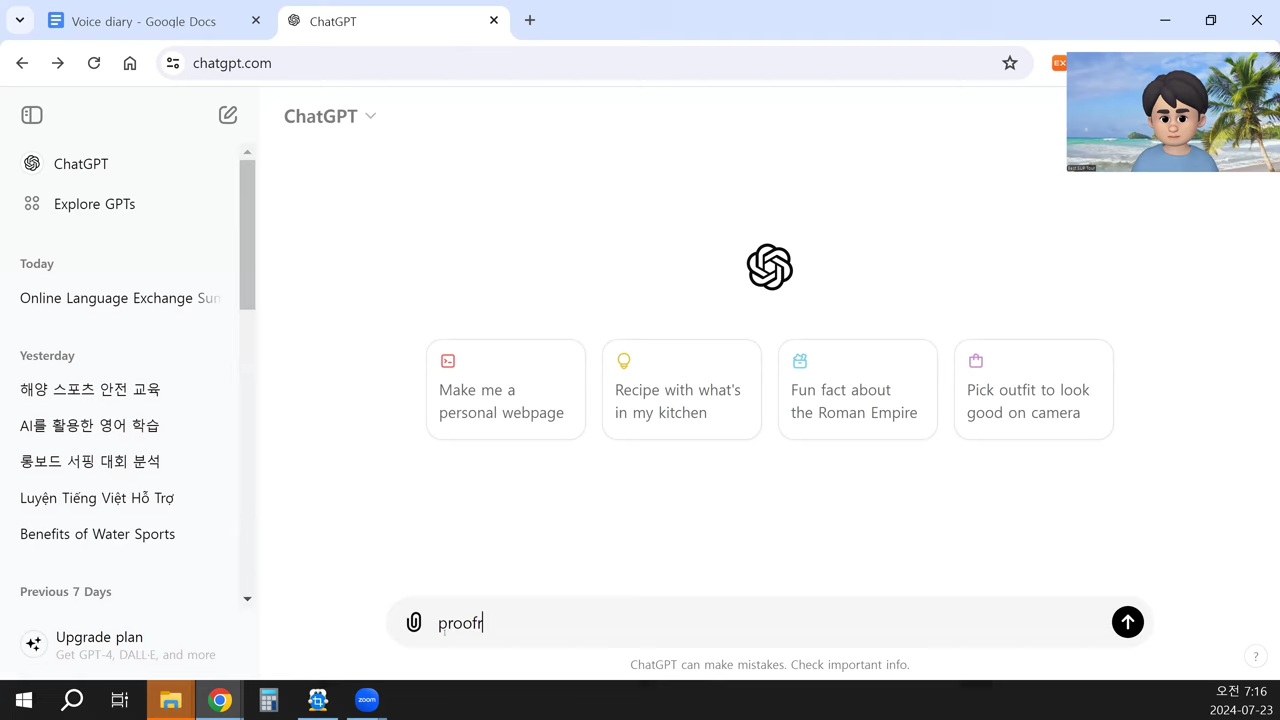 Voice diary - Google Docs
ChatGPT
chatgpt.com
EX
ChatGPT
ChatGPT
Explore GPTs
Today
Online Language Exchange Sum
Yesterday
해양 스포츠 안전 교육
AI를 활용한 영어 학습
롱보드 서핑 대회 분석
Luyện Tiếng Việt Hỗ Trợ
Benefits of Water Sports
Previous 7 Days
Upgrade plan
Get GPT-4, DALL·E, and more
Make me a
personal webpage
Recipe with what's
in my kitchen
Fun fact about
the Roman Empire
Pick outfit to look
good on camera
proofr
ChatGPT can make mistakes. Check important info.
?
zoom
오전 7:16
2024-07-23